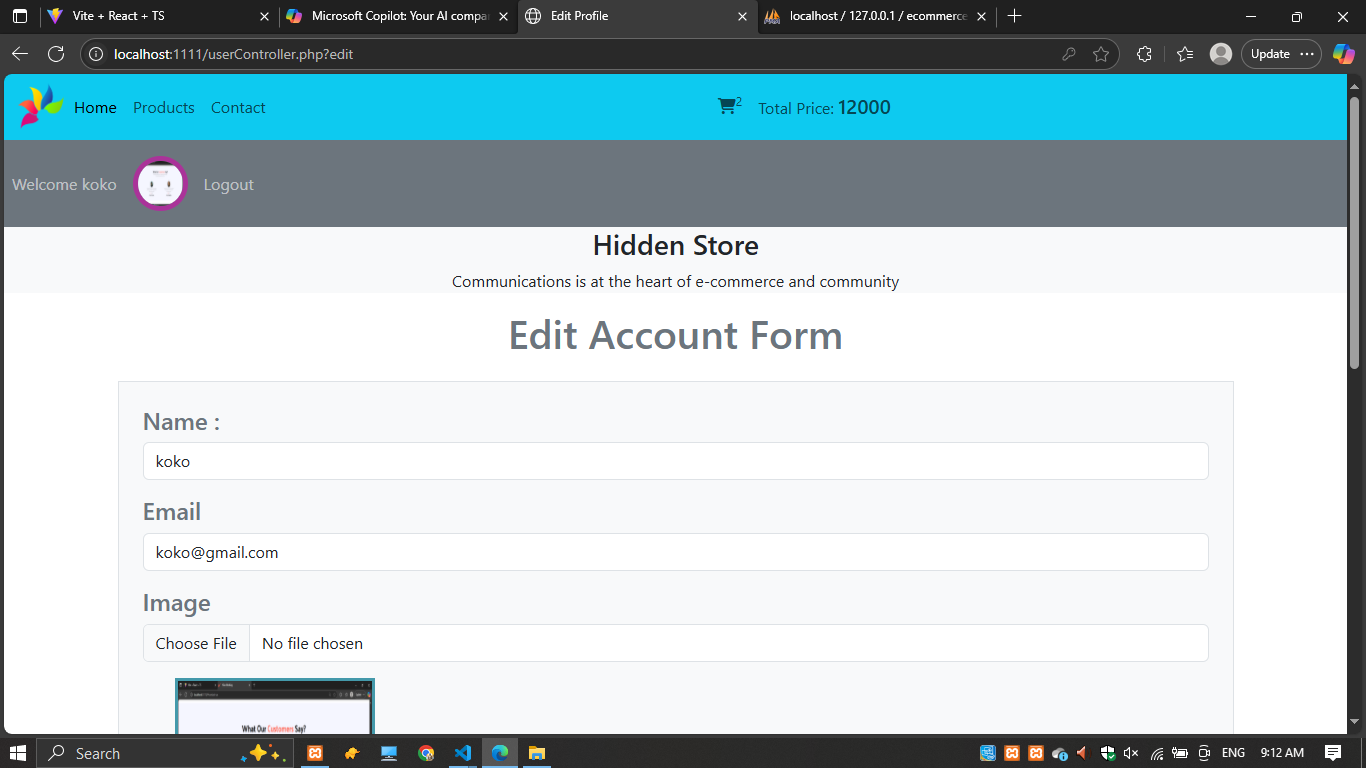 Vite + React + TS
Microsoft Copilot: Your AI compa
Edit Profile
localhost / 127.0.0.1 / ecommerce
localhost:1111/userController.php?edit
Update
Home Products Contact
2 Total Price: 12000
Welcome koko Logout
Hidden Store
Communications is at the heart of e-commerce and community
Edit Account Form
Name :
koko
Email
koko@gmail.com
Image
Choose File No file chosen
What Our Customers Say?
Search
ENG 9:12 AM